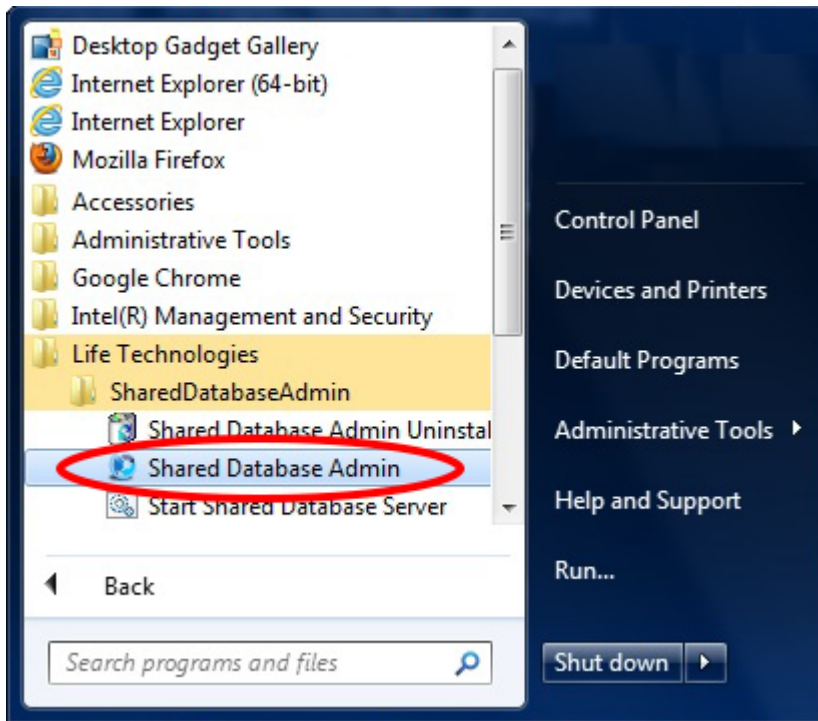 Desktop Gadget Gallery
Internet Explorer (64-bit)
Internet Explorer
Mozilla Firefox
Accessories
Administrative Tools
Google Chrome
Intel(R) Management and Security
Life Technologies
SharedDatabaseAdmin
Shared Database Admin Uninstal
Shared Database Admin
Start Shared Database Server
Back
Search programs and files
Control Panel
Devices and Printers
Default Programs
Administrative Tools
Help and Support
Run...
Shut down